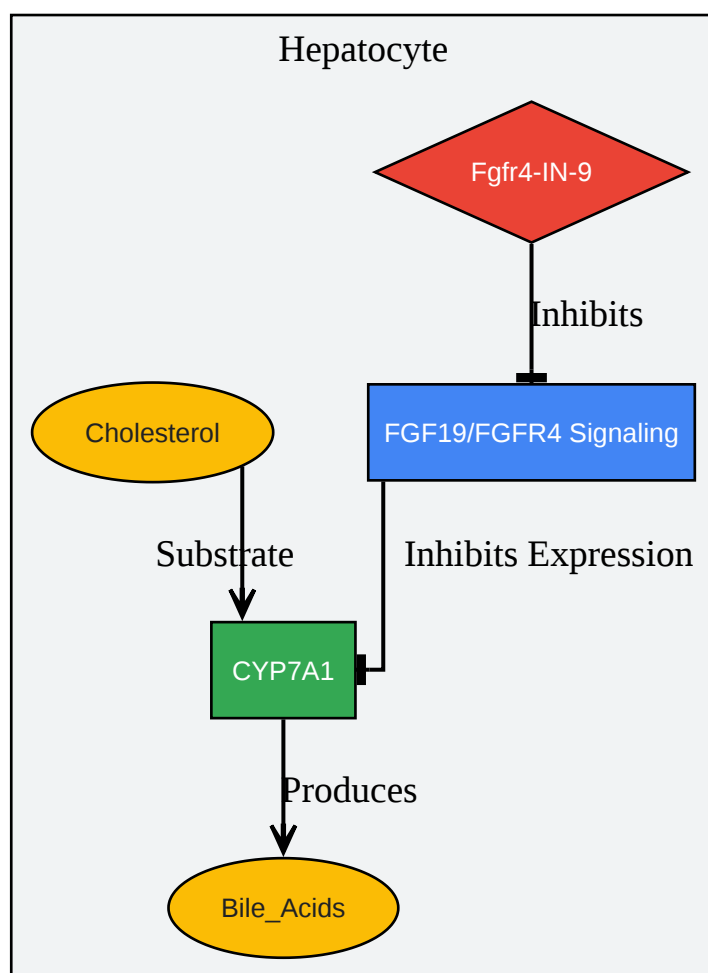 Hepatocyte
Fgfr4-IN-9
Inhibits
Cholesterol
FGF19/FGFR4 Signaling
Substrate
Inhibits Expression
CYP7A1
Produces
Bile_Acids